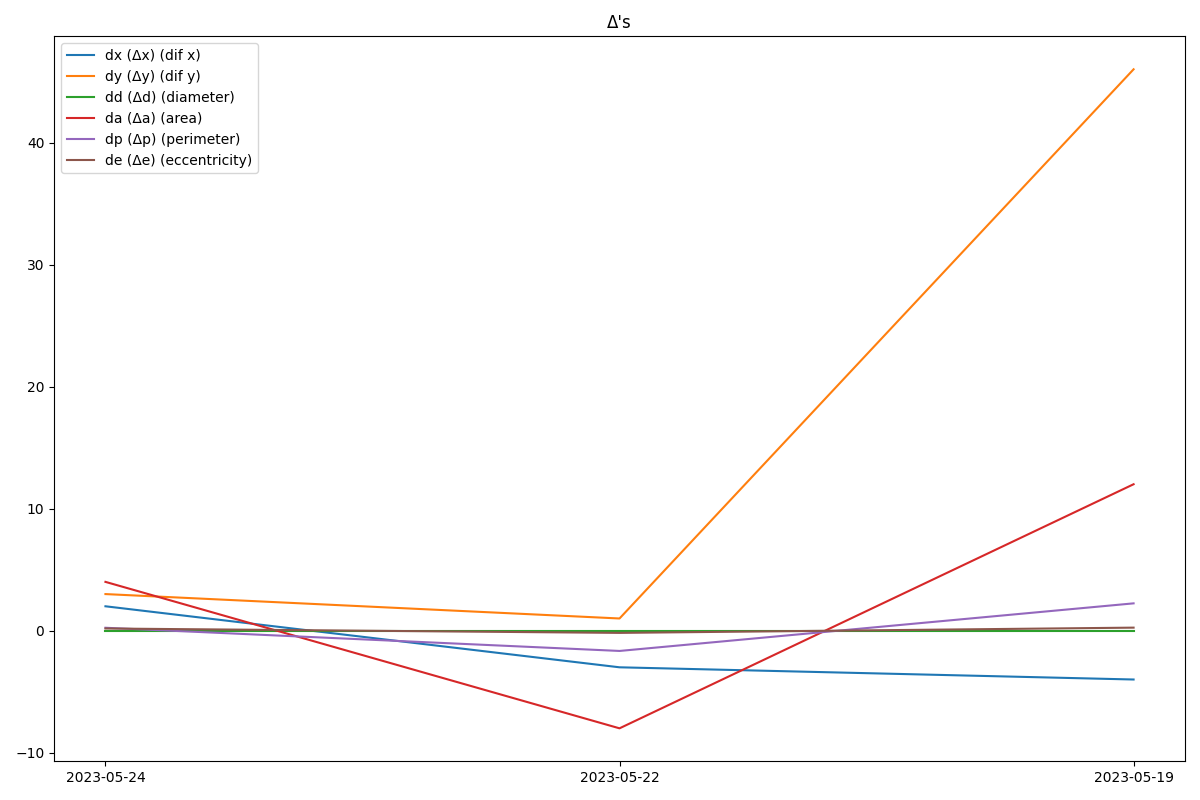 Δ's
dx (Δx) (dif x)
dy (Δy) (dif y)
dd (Δd) (diameter)
da (Δa) (area)
dp (Δp) (perimeter)
de (Δe) (eccentricity)
40
30
20
10
0
−10
2023-05-24
2023-05-22
2023-05-19